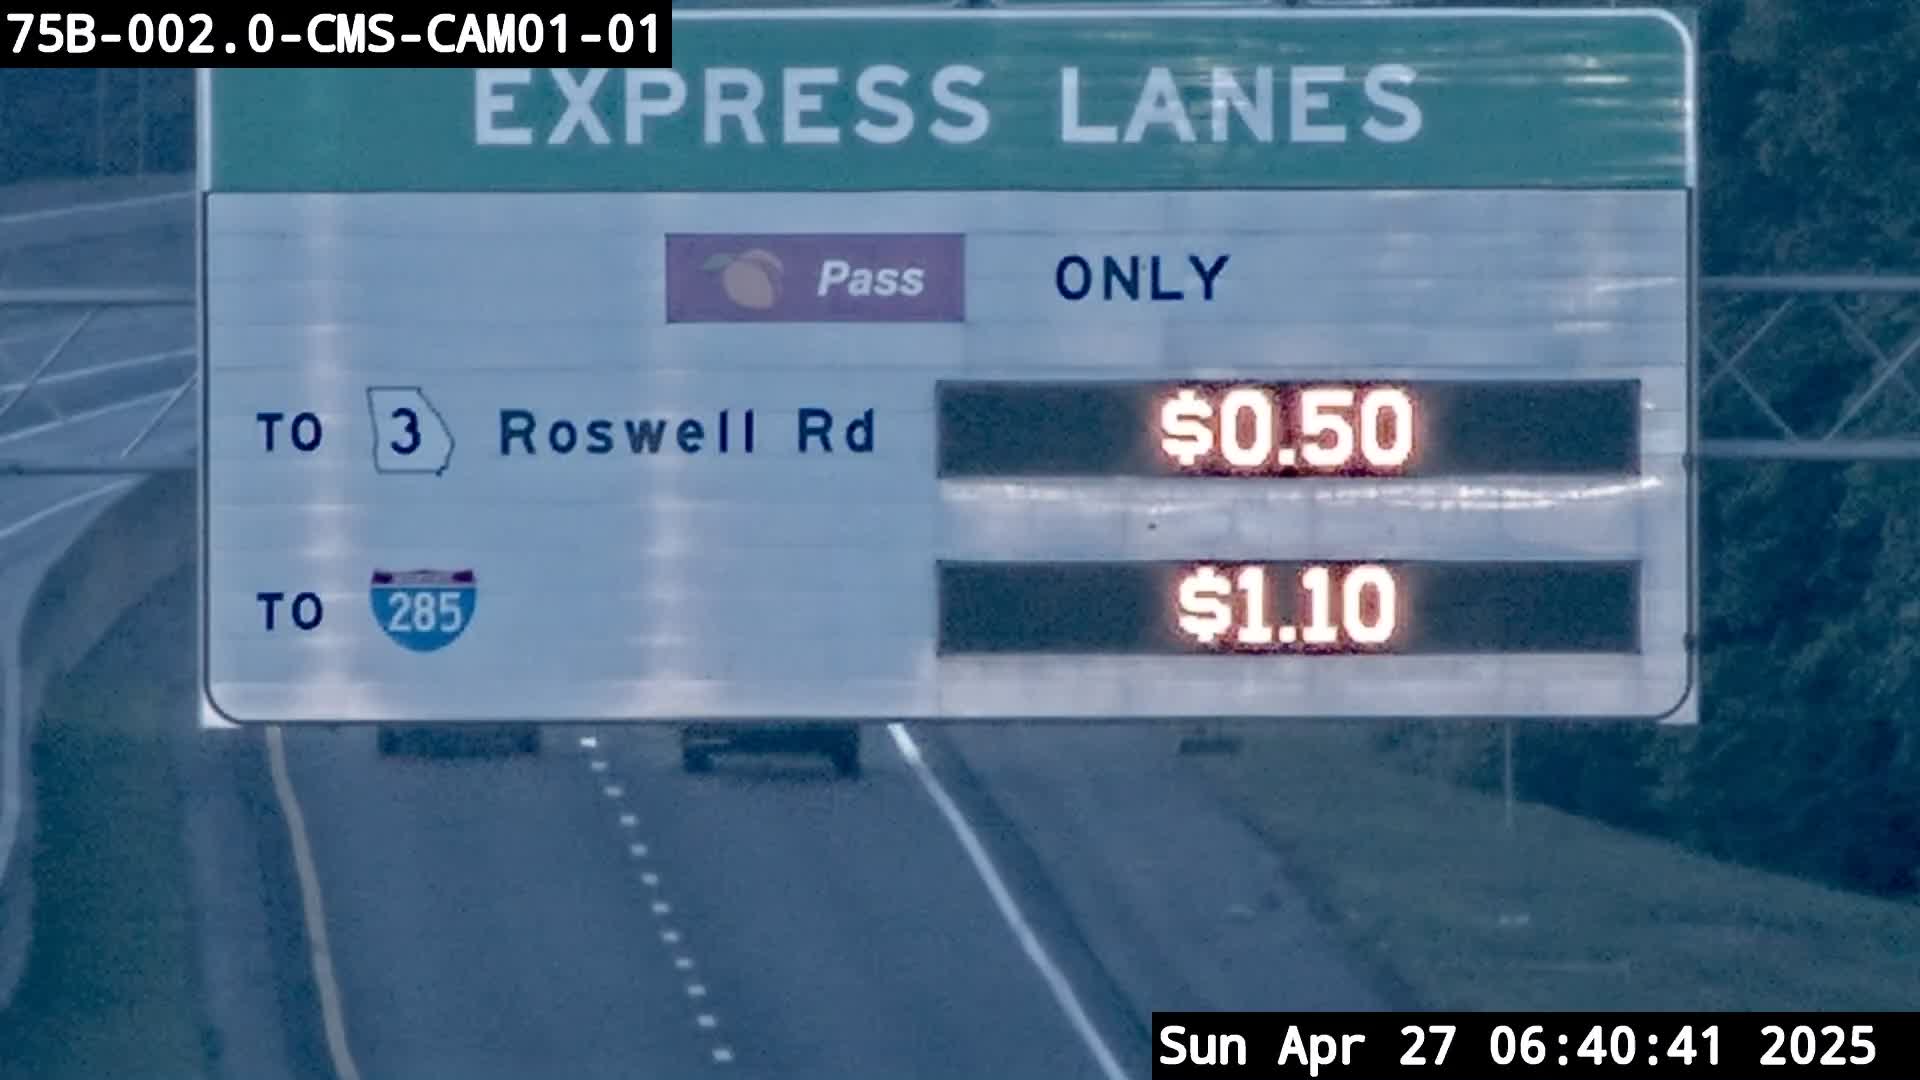 75B-002.0-CMS-CAM01-01
EXPRESS LANES
Pass ONLY
TO 3 Roswell Rd $0.50
TO 285 $1.10
Sun Apr 27 06:40:41 2025